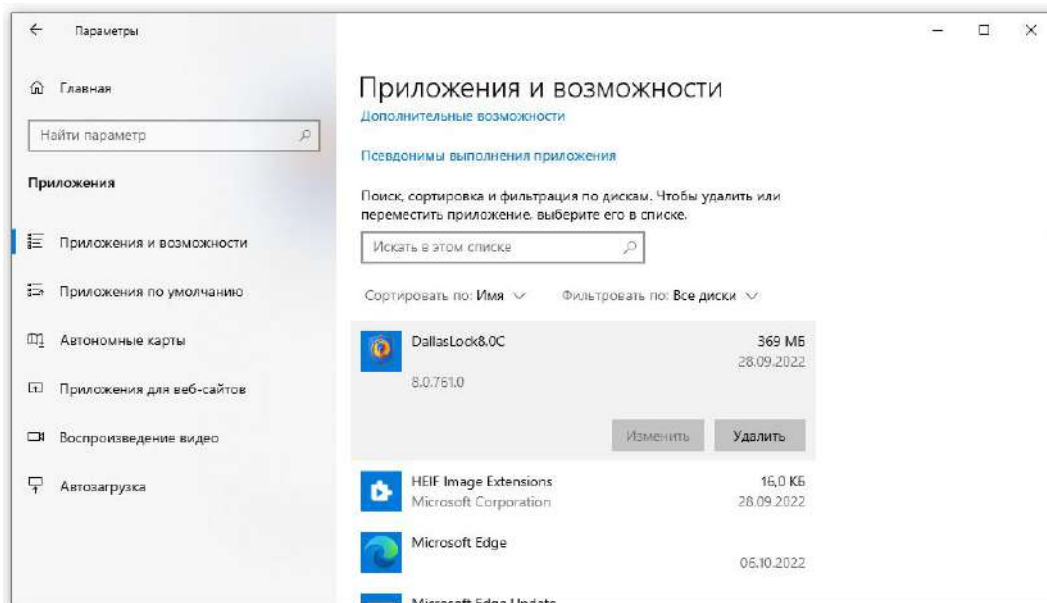 Параметры
Главная
Найти параметр
Приложения
Приложения и возможности
Приложения по умолчанию
Автономные карты
Приложения для веб-сайтов
Воспроизведение видео
Автозагрузка
Приложения и возможности
Дополнительные возможности
Псевдонимы выполнения приложения
Поиск, сортировка и фильтрация по дискам. Чтобы удалить или
переместить приложение, выберите его в списке.
Искать в этом списке
Сортировать по: Имя Фильтровать по: Все диски
DallasLock8.0C 369 МБ
28.09.2022
8.0.761.0
Изменить Удалить
HEIF Image Extensions 16,0 КБ
Microsoft Corporation 28.09.2022
Microsoft Edge
06.10.2022
Microsoft Edge Update